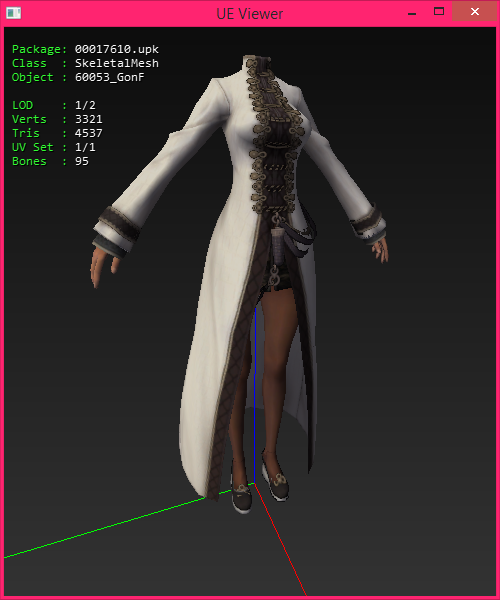 UE Viewer
Package: 00017610.upk
Class : SkeletalMesh
Object : 60053_GonF
LOD : 1/2
Verts : 3321
Tris : 4537
UV Set : 1/1
Bones : 95